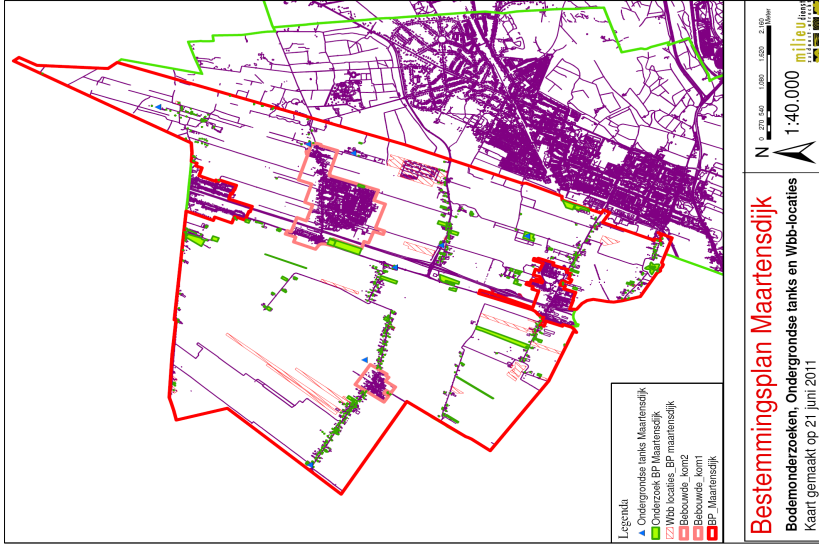 Legenda
Ondergrondse tanks Maartensdijk
Onderzoek BP Maartensdijk
Wbb locaties_BP maartensdijk
Bebouwde_kom2
Bebouwde_kom1
BP_Maartensdijk
Bestemmingsplan Maartensdijk
Bodemonderzoeken, Ondergrondse tanks en Wbb-locaties
Kaart gemaakt op 21 juni 2011
N
0 270 540 1.080 1.620 2.160
Meter
1:40.000
milieudienst